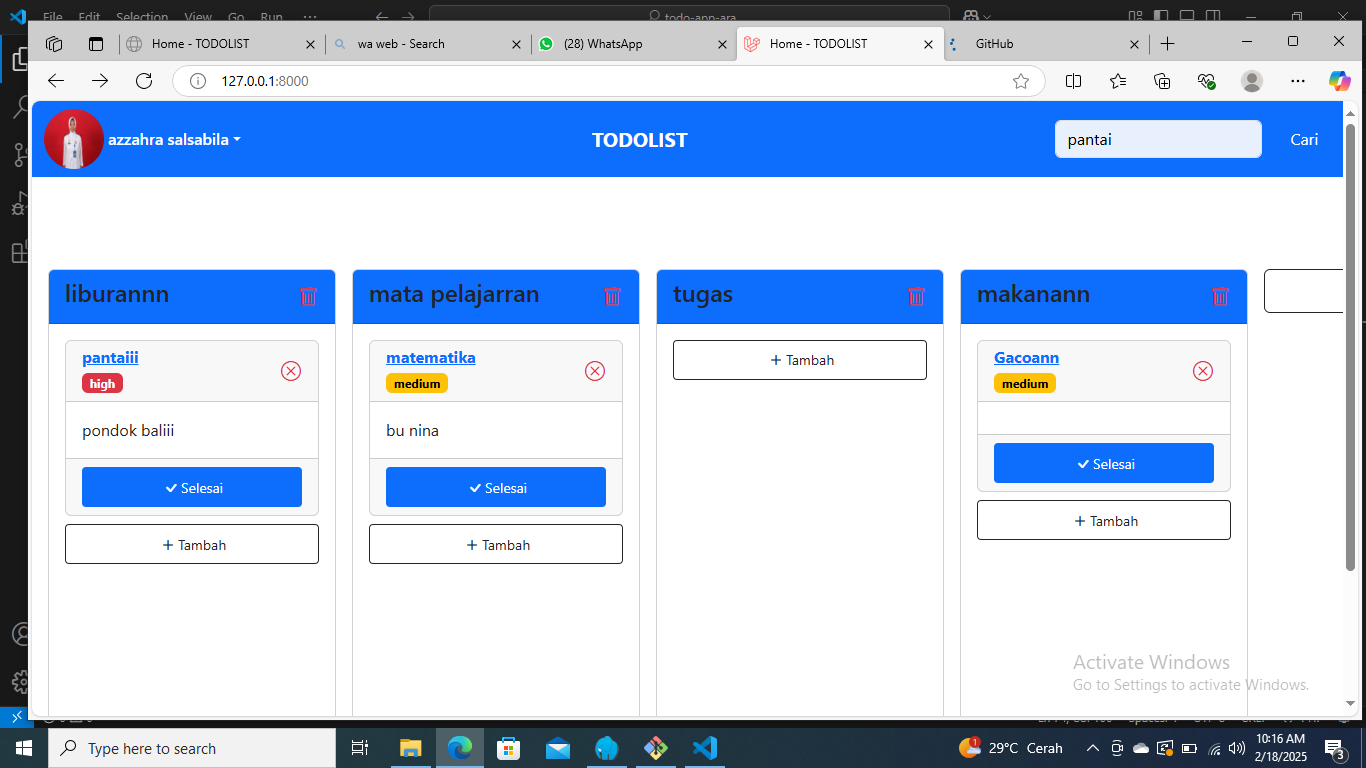 File Edit Selection View Go Run ... todo-app-ara
Home - TODOLIST wa web - Search (28) WhatsApp Home - TODOLIST GitHub
127.0.0.1:8000
azzahra salsabila TODOLIST pantai Cari
liburannn mata pelajarran tugas makanann
pantaiii matematika + Tambah Gacoann
high medium medium
pondok baliii bu nina
Selesai Selesai Selesai
+ Tambah + Tambah + Tambah
Activate Windows
Go to Settings to activate Windows.
Type here to search 1 29°C Cerah 10:16 AM
2/18/2025 3